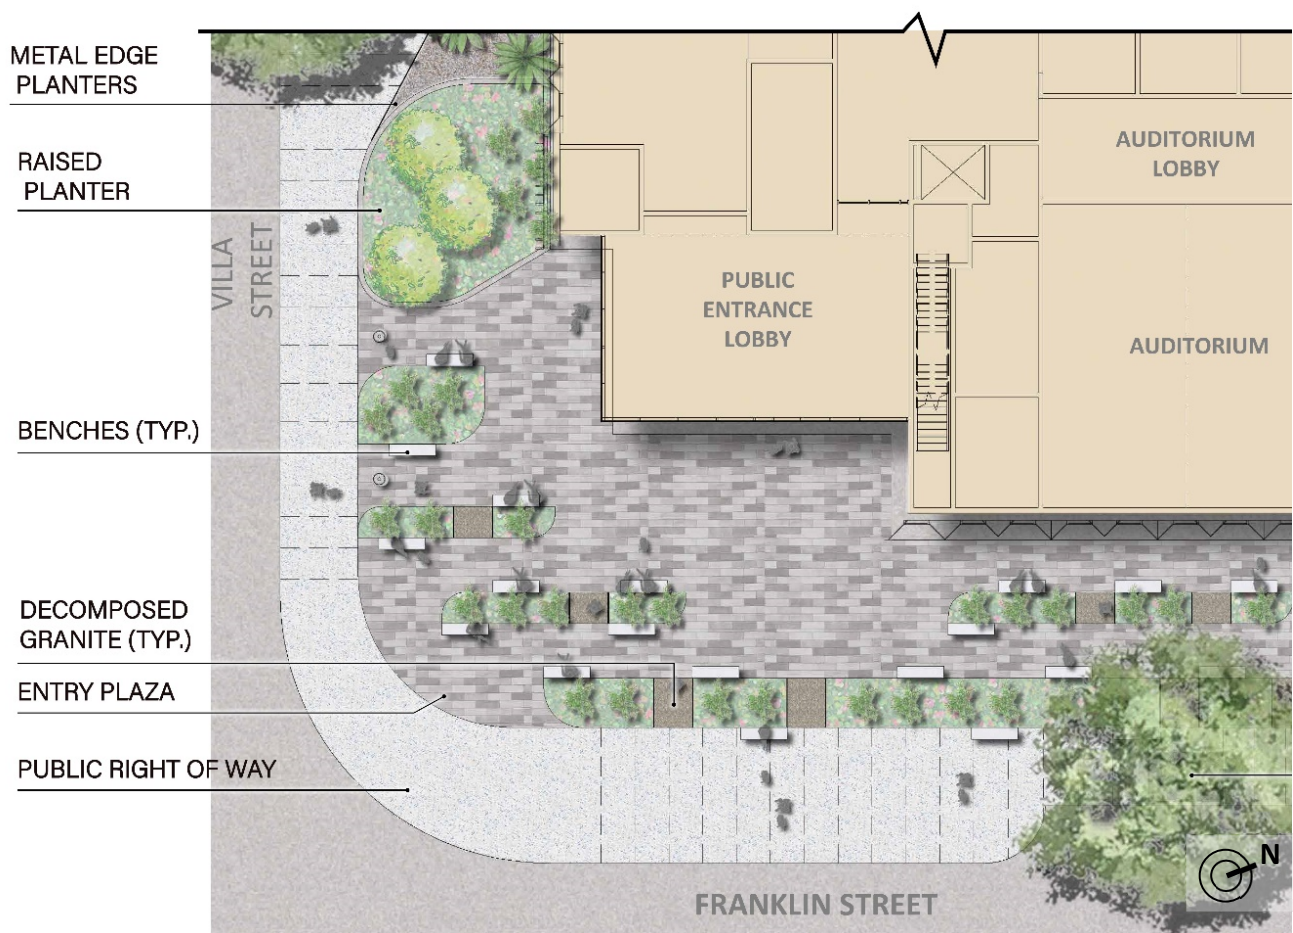 METAL EDGE
PLANTERS
RAISED
PLANTER
VILLA
STREET
BENCHES (TYP.)
DECOMPOSED
GRANITE (TYP.)
ENTRY PLAZA
PUBLIC RIGHT OF WAY
PUBLIC
ENTRANCE
LOBBY
AUDITORIUM
LOBBY
AUDITORIUM
FRANKLIN STREET
N